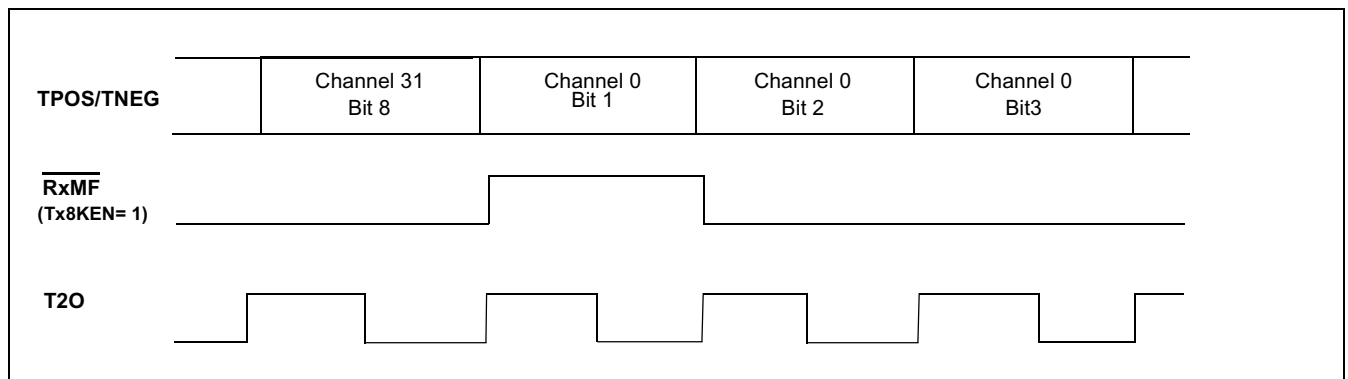 TPOS/TNEG
Channel 31
Bit 8
Channel 0
Bit 1
Channel 0
Bit 2
Channel 0
Bit3
RxMF
(Tx8KEN= 1)
T2O